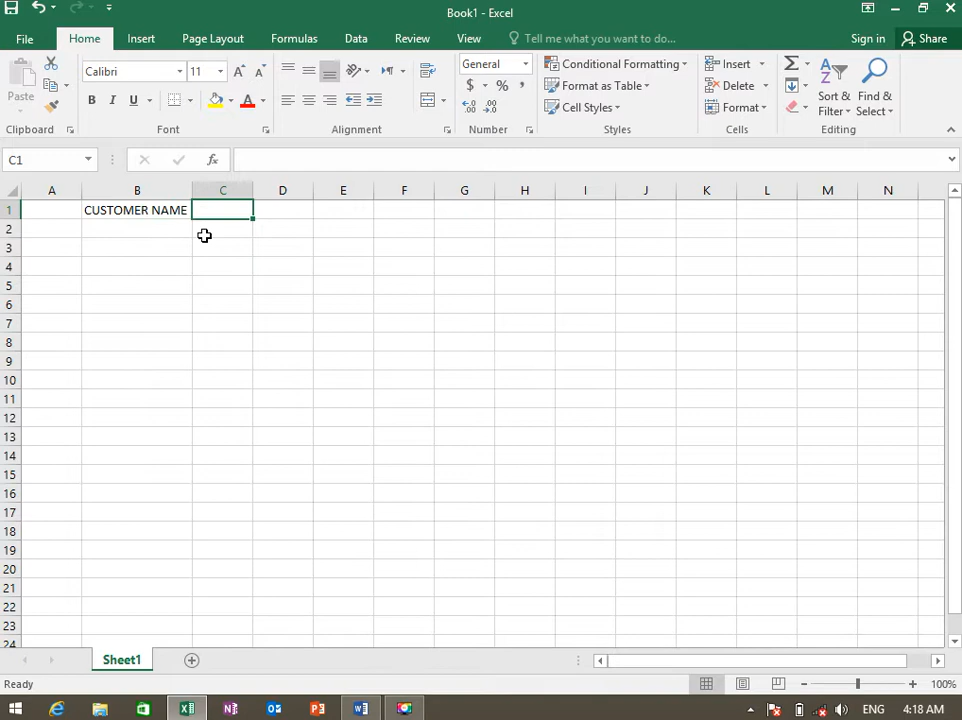 Book1 - Excel
File Home Insert Page Layout Formulas Data Review View Tell me what you want to do... Sign in Share
Calibri 11 General Conditional Formatting Insert
Paste Format as Table Delete Sort & Find &
B I U A $ % , Cell Styles Format Filter Select
Clipboard Font Alignment Number Styles Cells Editing
C1 fx
A B C D E F G H I J K L M N
1 CUSTOMER NAME
2
3
4
5
6
7
8
9
10
11
12
13
14
15
16
17
18
19
20
21
22
23
24
Sheet1
Ready 100%
ENG 4:18 AM